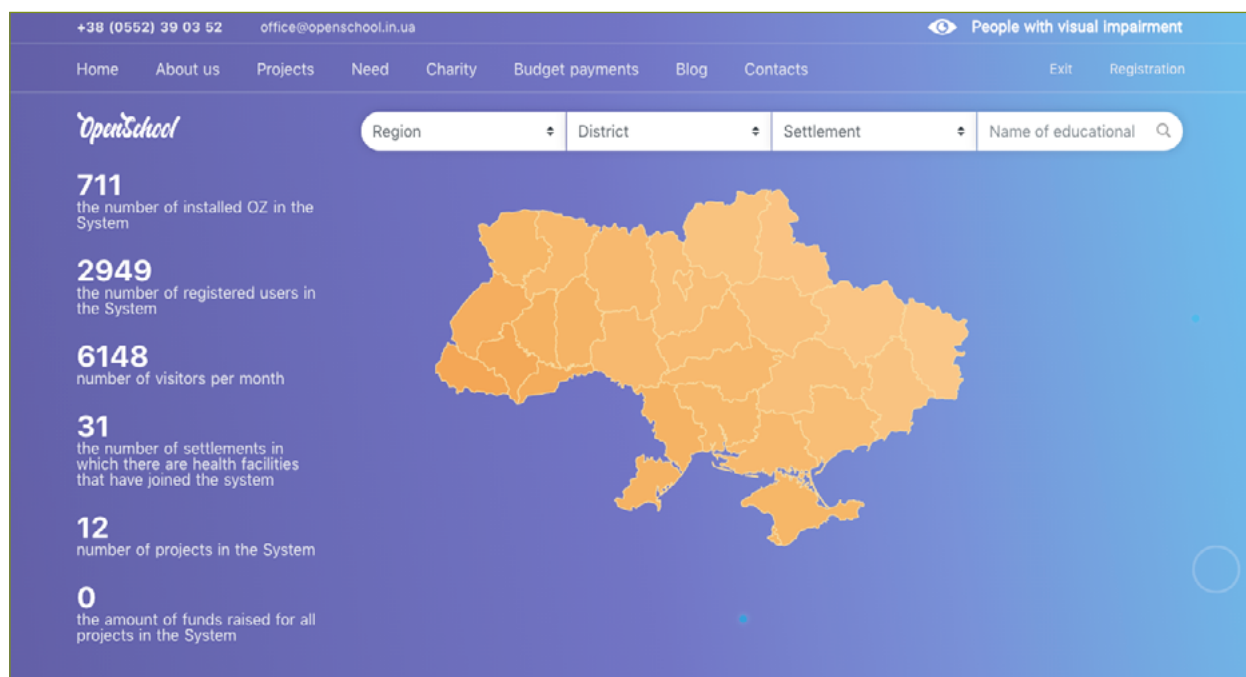 +38 (0552) 39 03 52 office@openschool.in.ua People with visual impairment
Home About us Projects Need Charity Budget payments Blog Contacts Exit Registration
OpenSchool Region District Settlement Name of educational
711
the number of installed OZ in the
System
2949
the number of registered users in
the System
6148
number of visitors per month
31
the number of settlements in
which there are health facilities
that have joined the system
12
number of projects in the System
0
the amount of funds raised for all
projects in the System